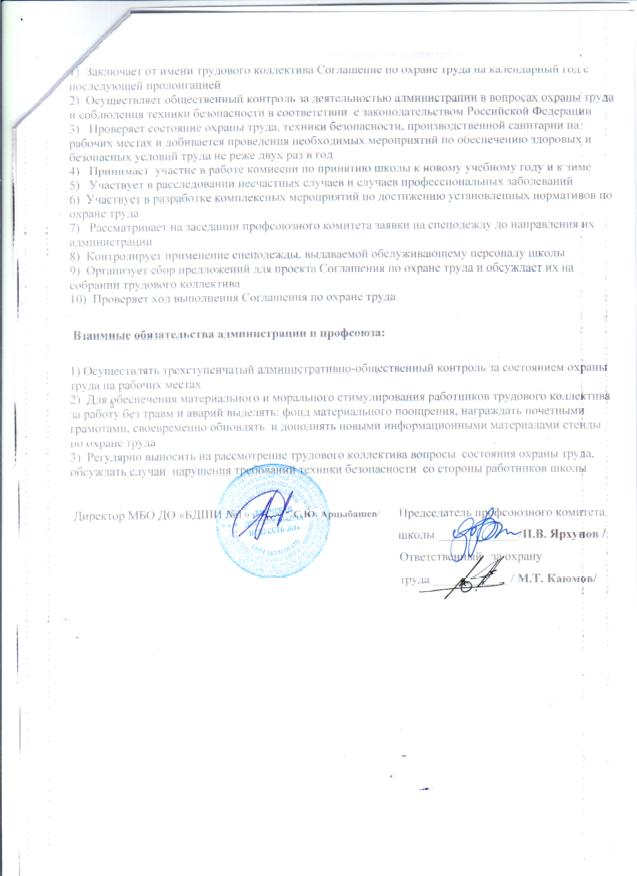 1)  Заключает от имени трудового коллектива Соглашение по охране труда на календарный год с
последующей пролонгацией
2)  Осуществляет общественный контроль за деятельностью администрации в вопросах охраны труда
и соблюдения техники безопасности в соответствии  с законодательством Российской Федерации
3)   Проверяет состояние охраны труда, техники безопасности, производственной санитарии на
рабочих местах и добивается проведения необходимых мероприятий по обеспечению здоровых и
безопасных условий труда не реже двух раз в год
4)   Принимает  участие в работе комиссии по принятию школы к новому учебному году и к зиме
5)   Участвует в расследовании несчастных случаев и случаев профессиональных заболеваний
6)  Участвует в разработке комплексных мероприятий по достижению установленных нормативов по
охране труда
7)   Рассматривает на заседании профсоюзного комитета заявки на спецодежду до направления их
администрации
8)  Контролирует применение спецодежды, выдаваемой обслуживающему персоналу школы
9)  Организует сбор предложений для проекта Соглашения по охране труда и обсуждает их на
собрании трудового коллектива
10)  Проверяет ход выполнения Соглашения по охране труда
Взаимные обязательства администрации и профсоюза:
1) Осуществлять трехступенчатый административно-общественный контроль за состоянием охраны
труда на рабочих местах
2)  Для обеспечения материального и морального стимулирования работников трудового коллектива
за работу без травм и аварий выделять: фонд материального поощрения, награждать почетными
грамотами, своевременно обновлять  и дополнять новыми информационными материалами стенды
по охране труда
3)  Регулярно выносить на рассмотрение трудового коллектива вопросы  состояния охраны труда,
обсуждать случаи  нарушения требований техники безопасности  со стороны работников школы
Директор МБО ДО «БДШИ №1» С.Ю. Арцыбашев/
Председатель профсоюзного комитета
школы П.В. Ярхунов /
Ответственный  за охрану
труда / М.Т. Каюмов/